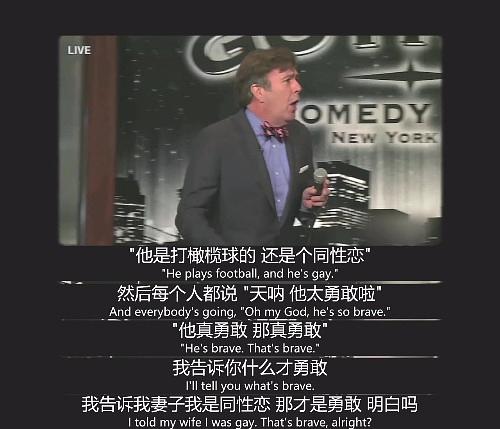 LIVE
GOTH
COMEDY
NEW YORK
"他是打橄榄球的 还是个同性恋"
"He plays football, and he's gay."
然后每个人都说 "天呐 他太勇敢啦"
And everybody's going, "Oh my God, he's so brave."
"他真勇敢 那真勇敢"
"He's brave. That's brave."
我告诉你什么才勇敢
I'll tell you what's brave.
我告诉我妻子我是同性恋 那才是勇敢 明白吗
I told my wife I was gay. That's brave, alright?